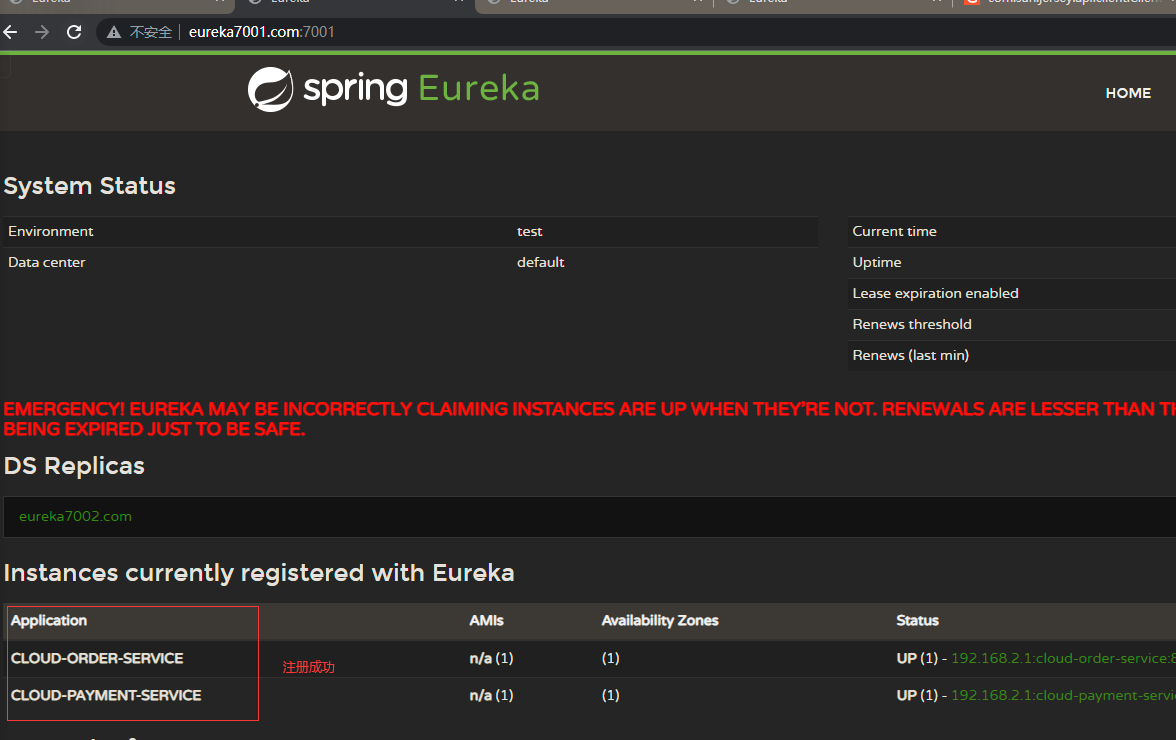 不安全 eureka7001.com:7001
spring Eureka
HOME
System Status
Environment test Current time
Data center default Uptime
Lease expiration enabled
Renews threshold
Renews (last min)
EMERGENCY! EUREKA MAY BE INCORRECTLY CLAIMING INSTANCES ARE UP WHEN THEY'RE NOT. RENEWALS ARE LESSER THAN
BEING EXPIRED JUST TO BE SAFE.
DS Replicas
eureka7002.com
Instances currently registered with Eureka
Application AMIs Availability Zones Status
CLOUD-ORDER-SERVICE n/a (1) (1) UP (1) - 192.168.2.1:cloud-order-service:8
注册成功
CLOUD-PAYMENT-SERVICE n/a (1) (1) UP (1) - 192.168.2.1:cloud-payment-servi